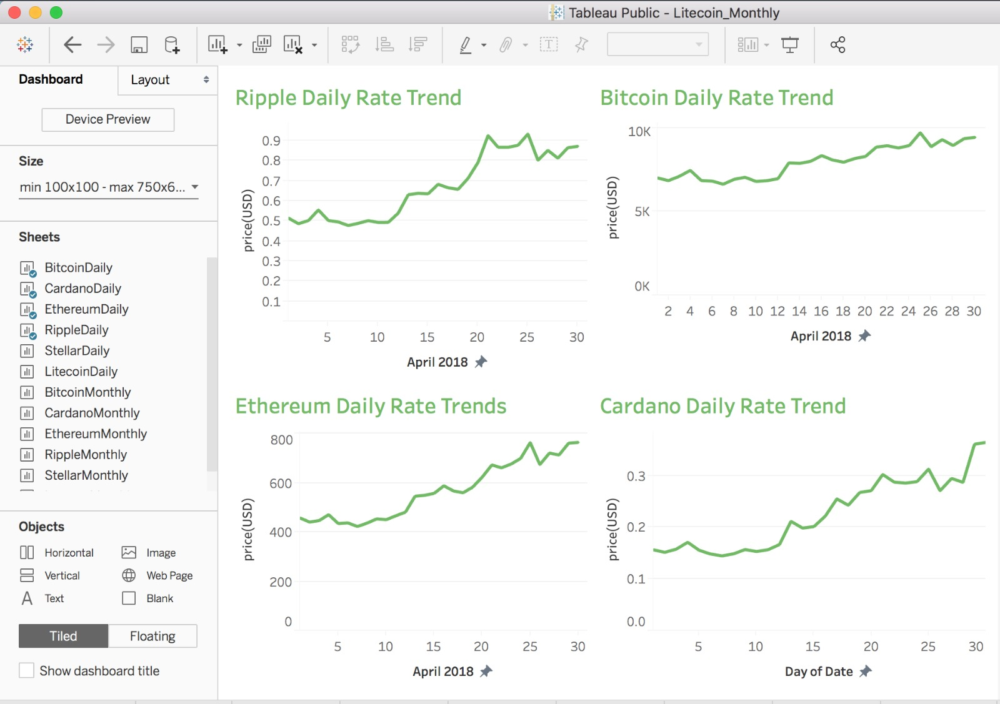 Tableau Public - Litecoin_Monthly
Dashboard
Layout
Device Preview
Size
min 100x100 - max 750x6...
Sheets
BitcoinDaily
CardanoDaily
EthereumDaily
RippleDaily
StellarDaily
LitecoinDaily
BitcoinMonthly
CardanoMonthly
EthereumMonthly
RippleMonthly
StellarMonthly
Objects
Horizontal
Image
Vertical
Web Page
A Text
Blank
Tiled
Floating
Show dashboard title
Ripple Daily Rate Trend
price(USD)
0.9
0.8
0.7
0.6
0.5
0.4
0.3
0.2
0.1
5 10 15 20 25 30
April 2018
Bitcoin Daily Rate Trend
price(USD)
10K
5K
0K
2 4 6 8 10 12 14 16 18 20 22 24 26 28 30
April 2018
Ethereum Daily Rate Trends
price(USD)
800
600
400
200
0
5 10 15 20 25 30
April 2018
Cardano Daily Rate Trend
price(USD)
0.3
0.2
0.1
0.0
5 10 15 20 25 30
Day of Date